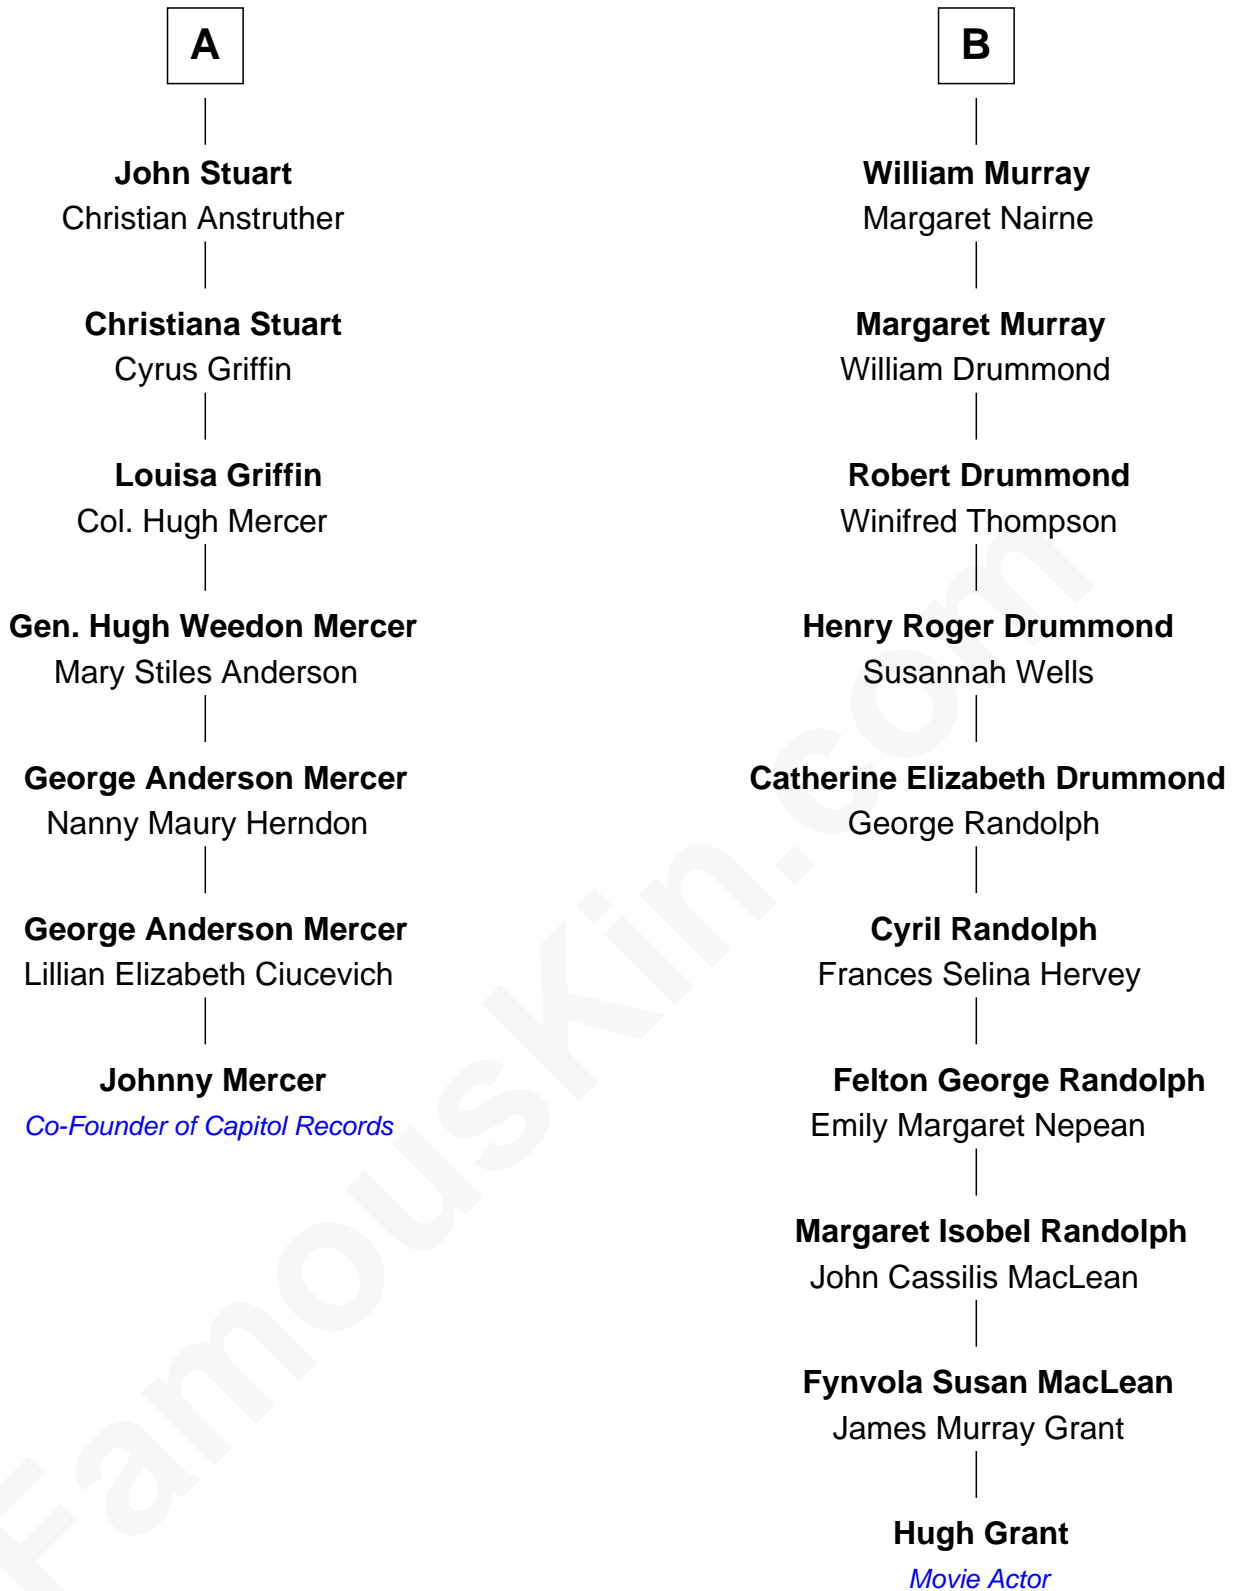 A
John Stuart
Christian Anstruther
Christiana Stuart
Cyrus Griffin
Louisa Griffin
Col. Hugh Mercer
Gen. Hugh Weedon Mercer
Mary Stiles Anderson
George Anderson Mercer
Nanny Maury Herndon
George Anderson Mercer
Lillian Elizabeth Ciucevich
Johnny Mercer
Co-Founder of Capitol Records
B
William Murray
Margaret Nairne
Margaret Murray
William Drummond
Robert Drummond
Winifred Thompson
Henry Roger Drummond
Susannah Wells
Catherine Elizabeth Drummond
George Randolph
Cyril Randolph
Frances Selina Hervey
Felton George Randolph
Emily Margaret Nepean
Margaret Isobel Randolph
John Cassilis MacLean
Fynvola Susan MacLean
James Murray Grant
Hugh Grant
Movie Actor
FamousKin.com